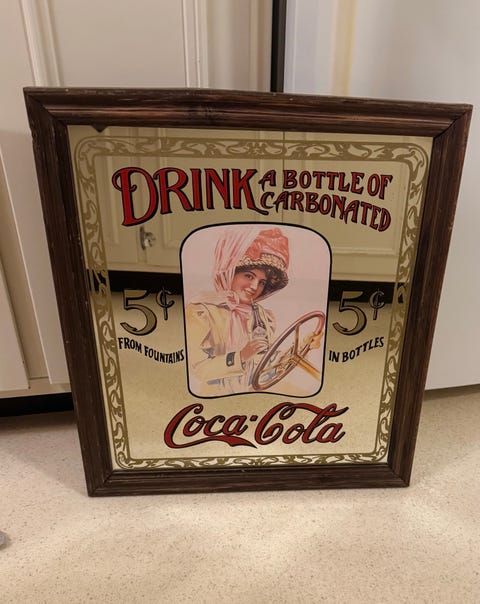 DRINK A BOTTLE OF
CARBONATED
5¢ 5¢
FROM FOUNTAINS IN BOTTLES
Coca-Cola